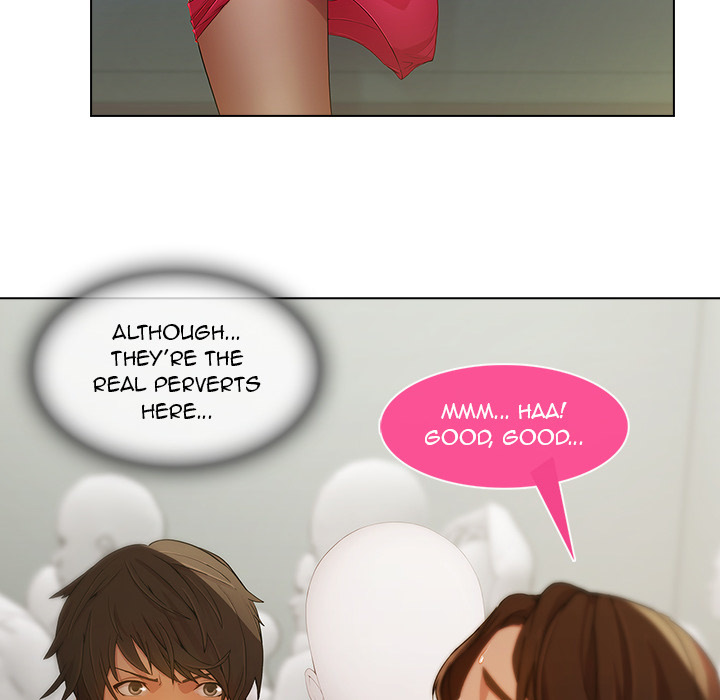 ALTHOUGH...
THEY'RE THE
REAL PERVERTS
HERE...
MMM... HAA!
GOOD, GOOD...